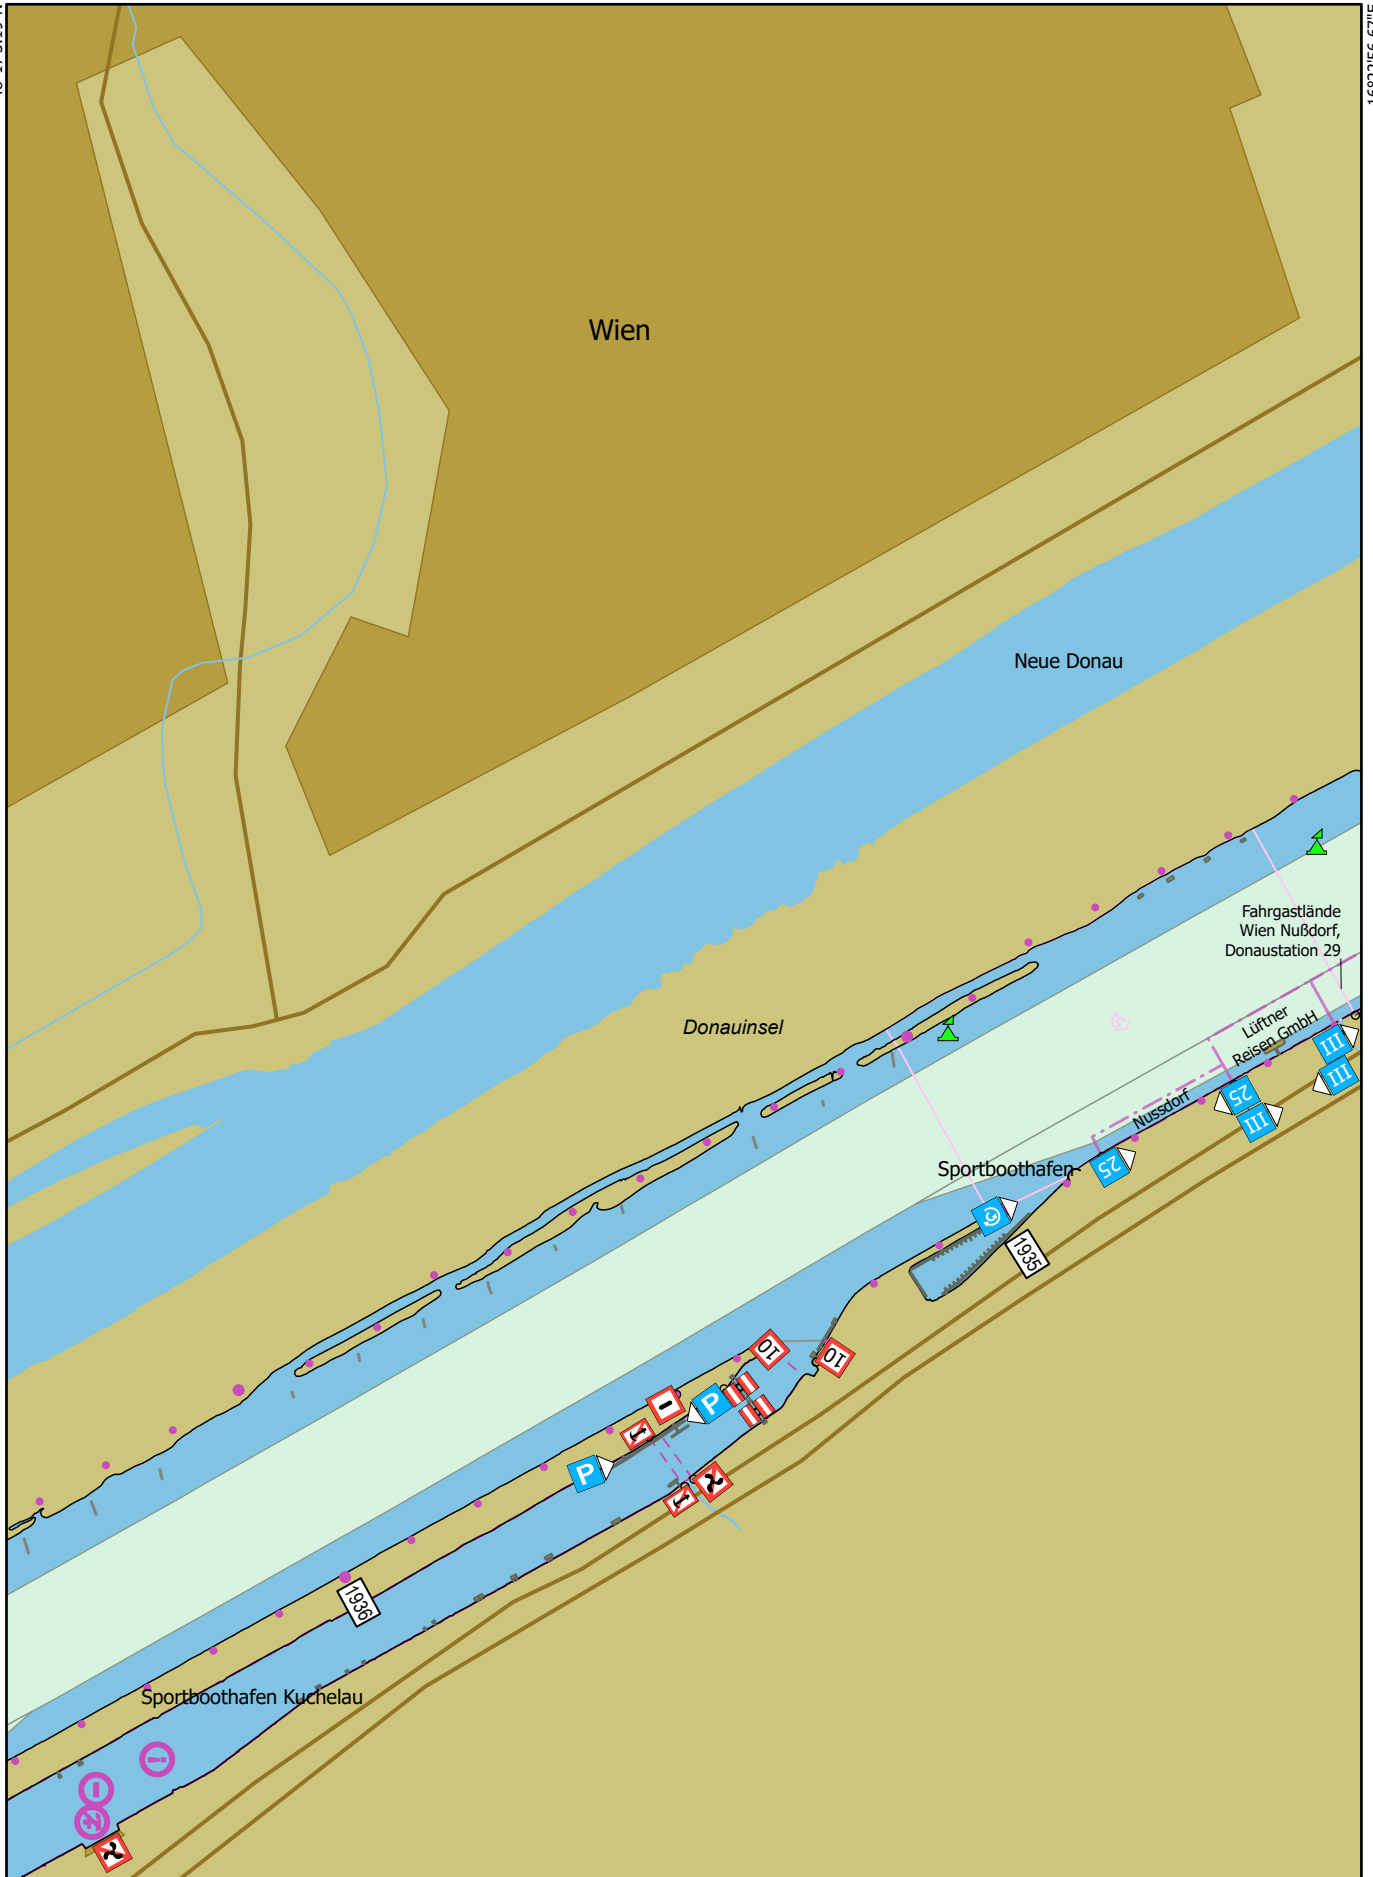 Wien
Neue Donau
Fahrgastlände
Wien Nußdorf,
Donaustation 29
Donauinsel
Lüftner
Reisen GmbH
III
III
25
III
Nussdorf
25
Sportboothafen
1935
10
10
P
P
1936
Sportboothafen Kuchelau